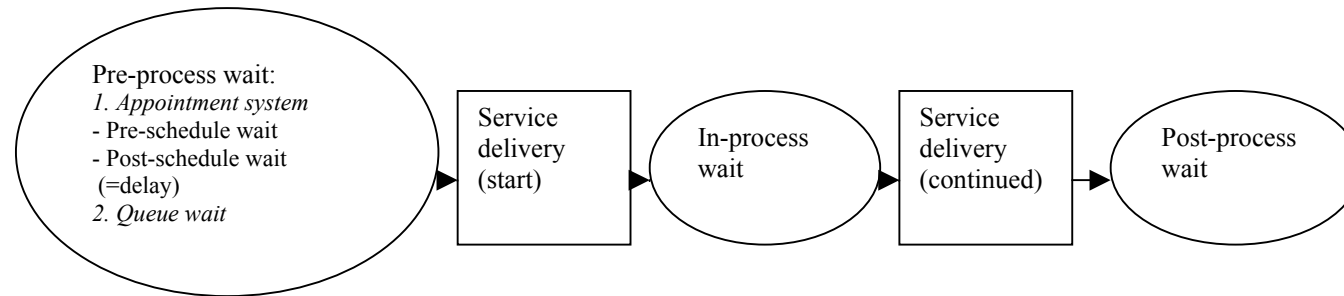 Pre-process wait:
1. Appointment system
- Pre-schedule wait
- Post-schedule wait
(=delay)
2. Queue wait
Service
delivery
(start)
In-process
wait
Service
delivery
(continued)
Post-process
wait